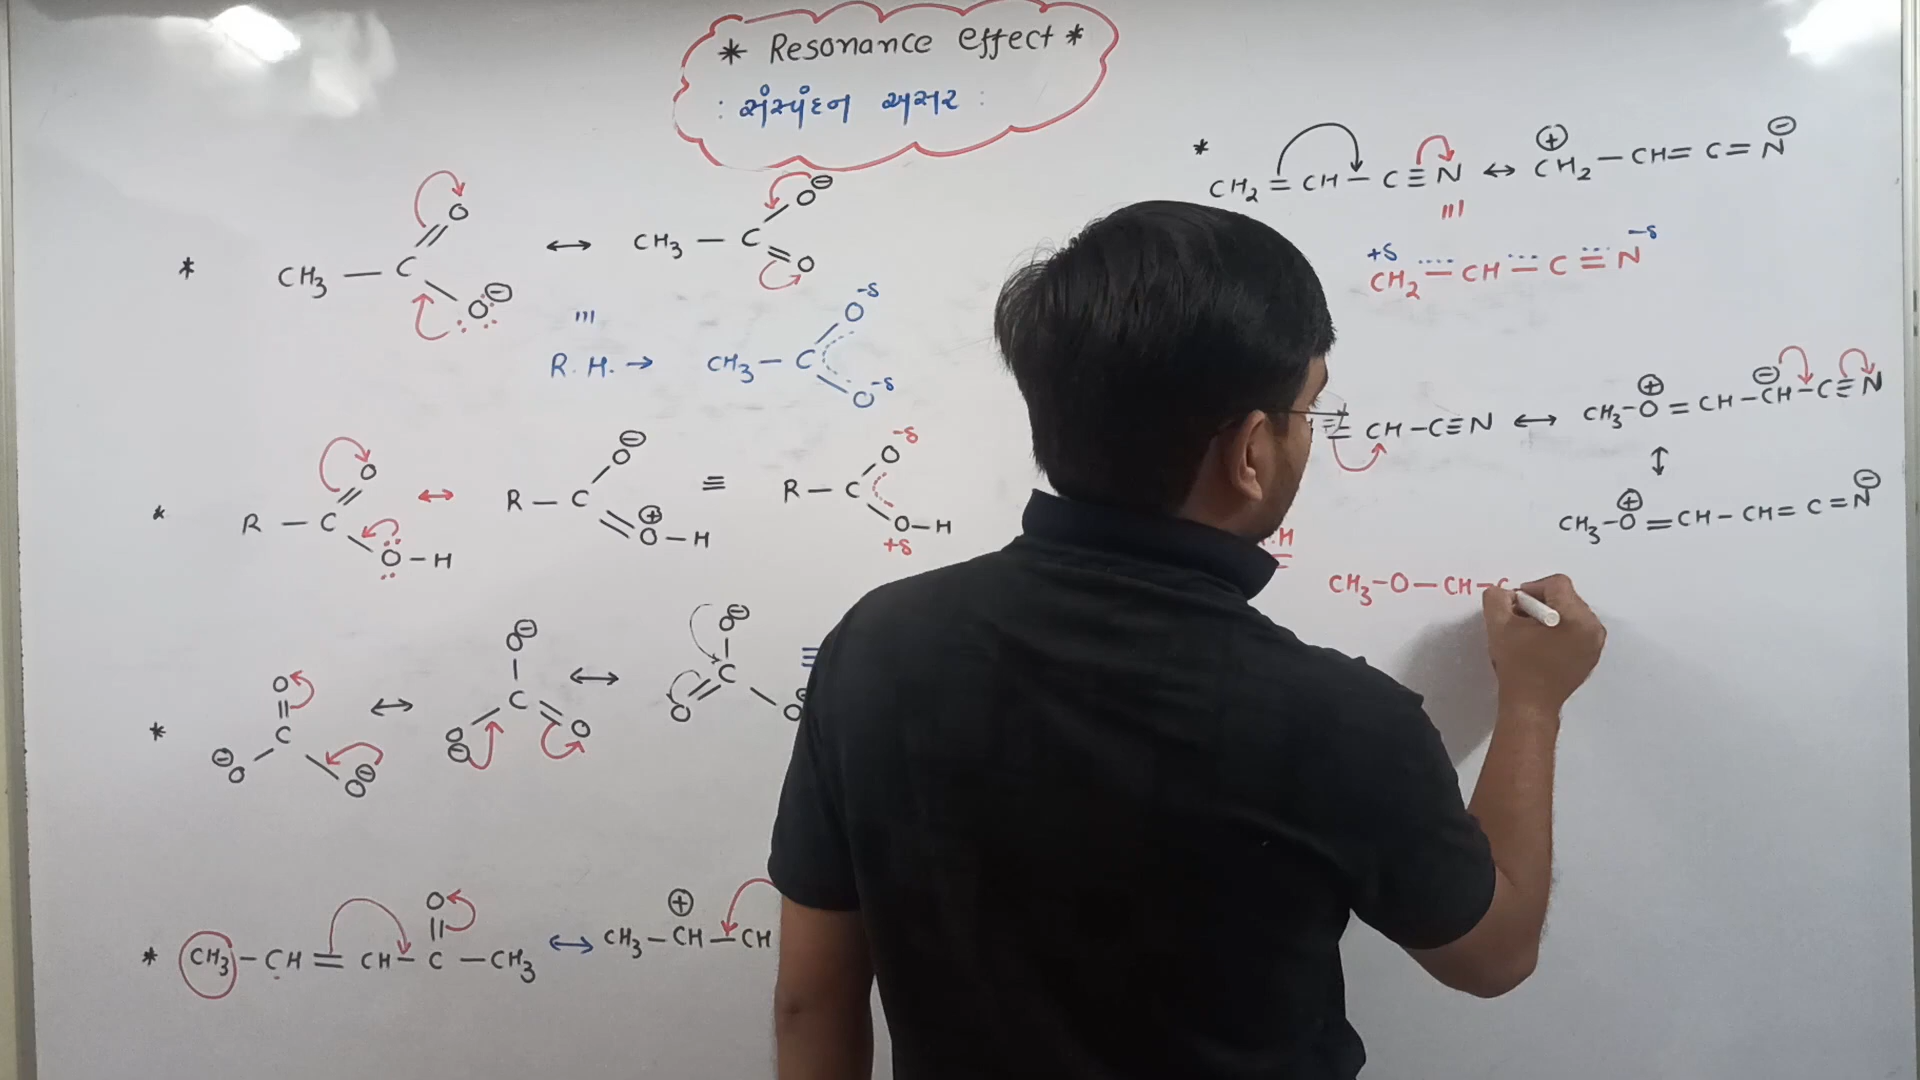 * Resonance effect *
: સંસ્પંદન અસર :
* CH₃ — C = O — O⊖ ↔ CH₃ — C — O⊖ = O
≡
R. H. → CH₃ — C — O⁻ᵟ = O⁻ᵟ
* R — C = O — O — H ↔ R — C — O⊖ = O⊕ — H ≡ R — C — O⁻ᵟ — O — H +δ
* O = C — O⊖ — O⊖ ↔ O⊖ — C — O⊖ = O ↔ O⊖ — C = O — O⊖ ≡
* CH₃ — CH = CH — C = O — CH₃ ↔ CH₃ — CH⊕ — CH
* CH₂ = CH — C ≡ N ↔ ⊕CH₂ — CH = C = N⊖
≡
+δ CH₂ — CH — C ≡ N -δ
= CH — C ≡ N ↔ CH₃ — O⊕ = CH — CH⊖ — C ≡ N
↕
CH₃ — O⊕ = CH — CH = C = N⊖
.H
CH₃ — O — CH — C